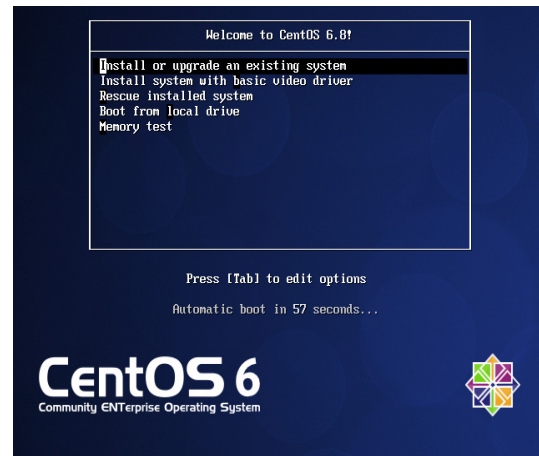 Welcome to CentOS 6.8!
Install or upgrade an existing system
Install system with basic video driver
Rescue installed system
Boot from local drive
Memory test
Press [Tab] to edit options
Automatic boot in 57 seconds...
CentOS 6
Community ENTerprise Operating System